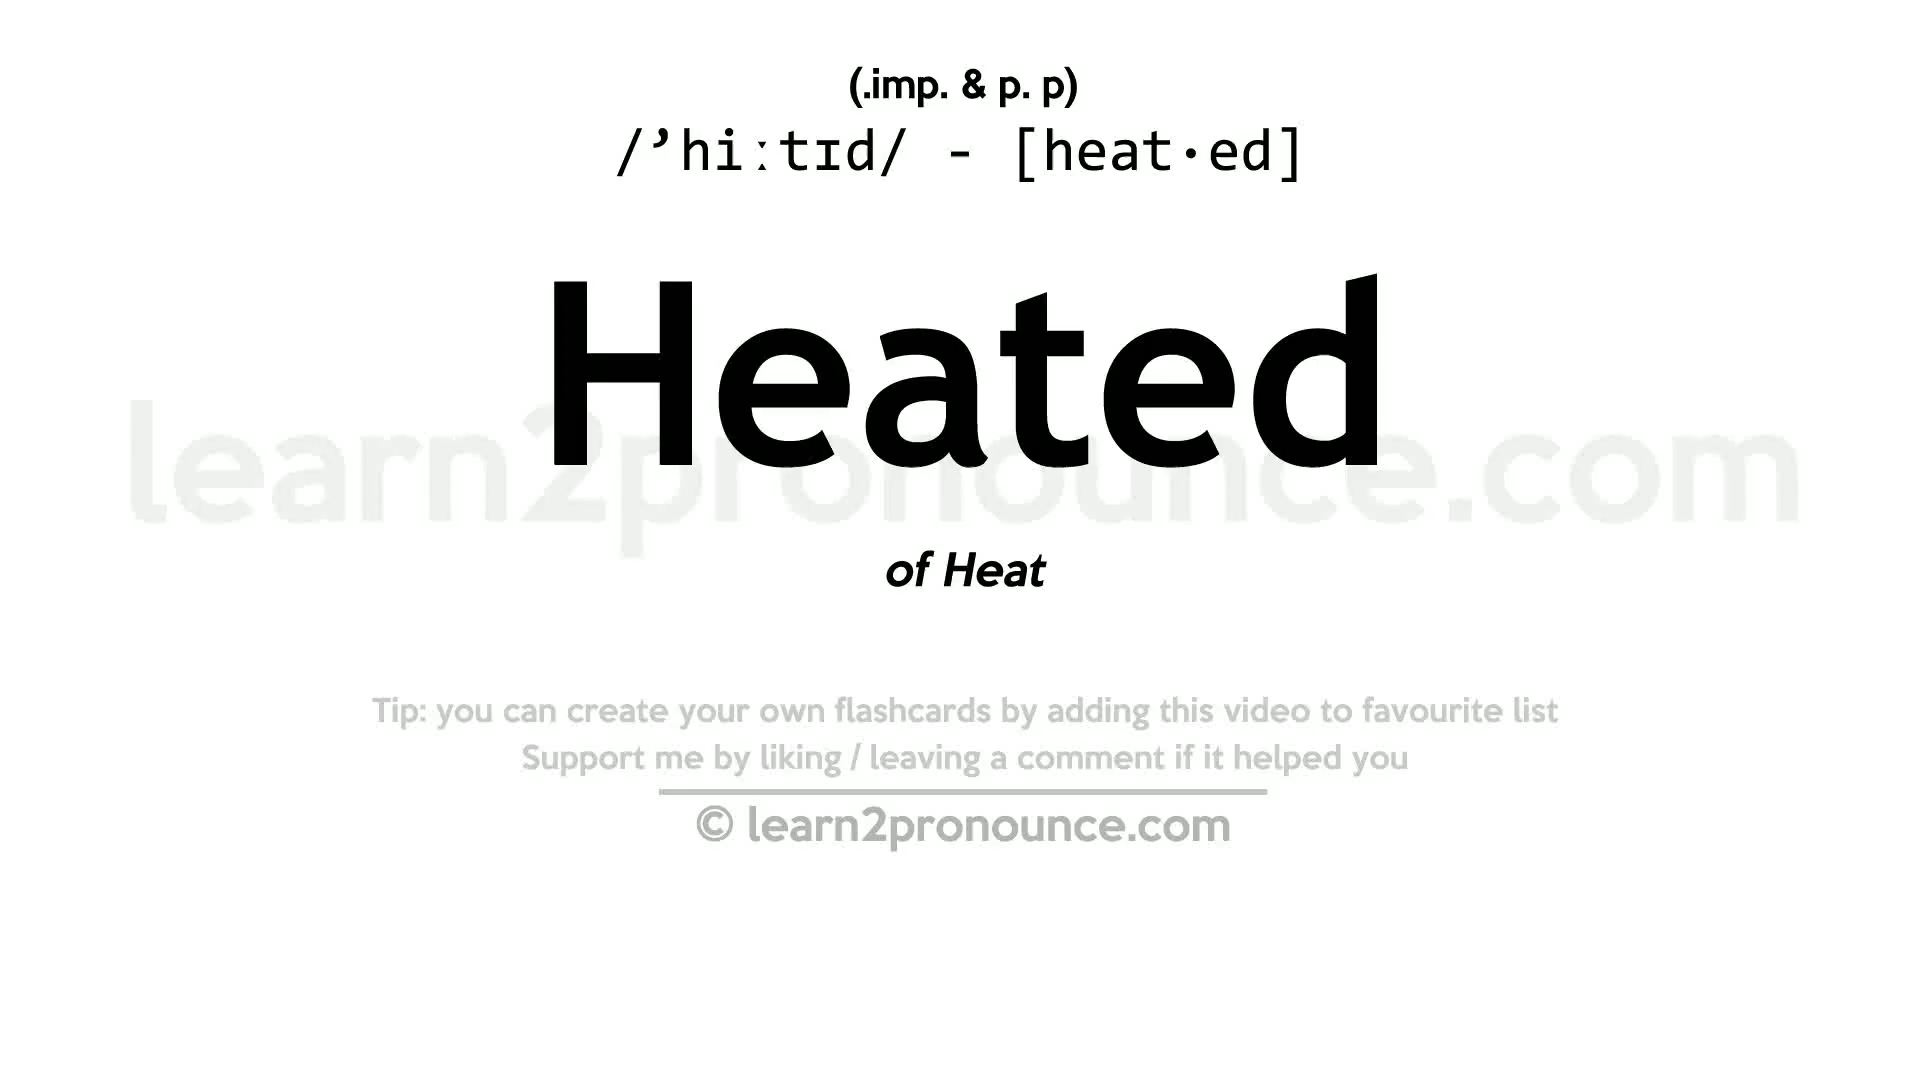 (.imp. & p. p)
/’hiːtɪd/ - [heat·ed]
Heated
learn2pronounce.com
of Heat
Tip: you can create your own flashcards by adding this video to favourite list
Support me by liking / leaving a comment if it helped you
© learn2pronounce.com